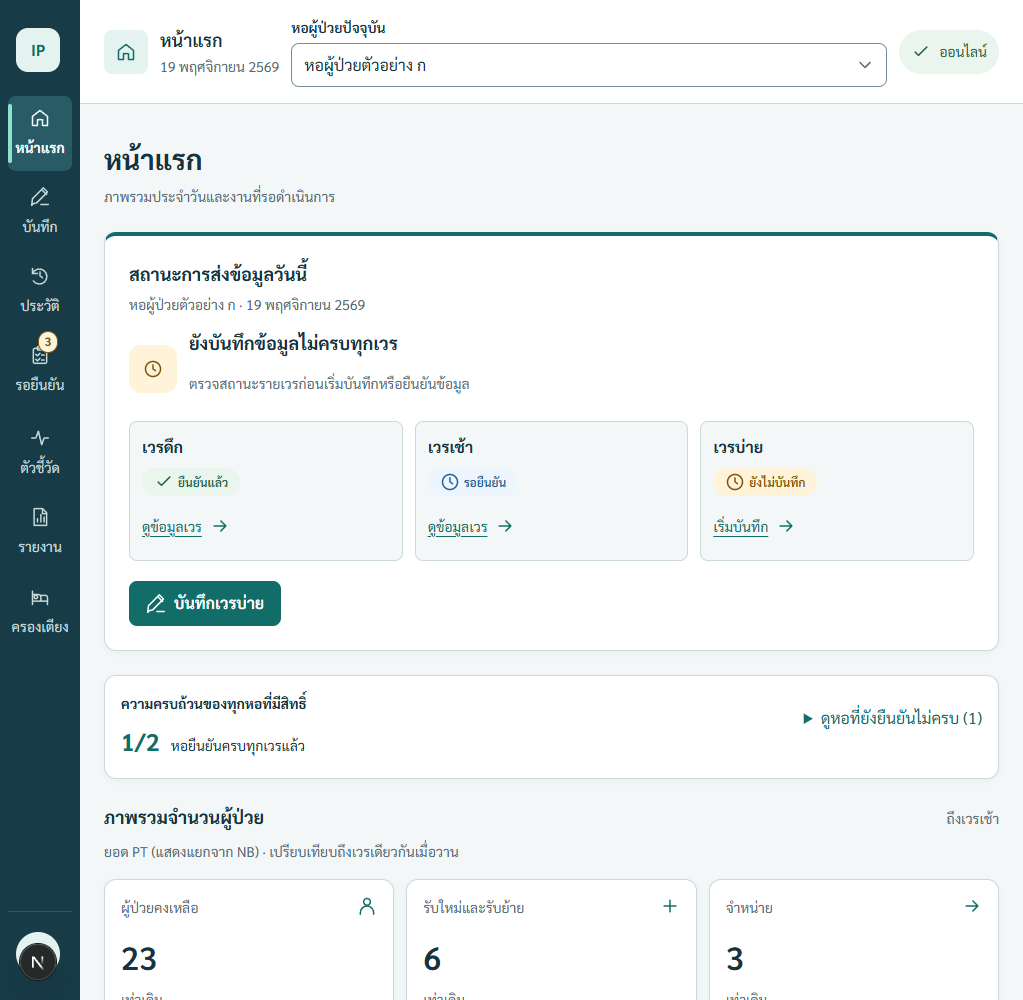 IP
หน้าแรก
บันทึก
ประวัติ
3
รอยืนยัน
ตัวชี้วัด
รายงาน
ครองเตียง
N
หน้าแรก
19 พฤศจิกายน 2569
หอผู้ป่วยปัจจุบัน
หอผู้ป่วยตัวอย่าง ก
ออนไลน์
หน้าแรก
ภาพรวมประจำวันและงานที่รอดำเนินการ
สถานะการส่งข้อมูลวันนี้
หอผู้ป่วยตัวอย่าง ก · 19 พฤศจิกายน 2569
ยังบันทึกข้อมูลไม่ครบทุกเวร
ตรวจสถานะรายเวรก่อนเริ่มบันทึกหรือยืนยันข้อมูล
เวรดึก
ยืนยันแล้ว
ดูข้อมูลเวร
เวรเช้า
รอยืนยัน
ดูข้อมูลเวร
เวรบ่าย
ยังไม่บันทึก
เริ่มบันทึก
บันทึกเวรบ่าย
ความครบถ้วนของทุกหอที่มีสิทธิ์
1/2 หอยืนยันครบทุกเวรแล้ว
ดูหอที่ยังยืนยันไม่ครบ (1)
ภาพรวมจำนวนผู้ป่วย
ถึงเวรเช้า
ยอด PT (แสดงแยกจาก NB) · เปรียบเทียบถึงเวรเดียวกันเมื่อวาน
ผู้ป่วยคงเหลือ
23
เท่าเดิม
รับใหม่และรับย้าย
6
เท่าเดิม
จำหน่าย
3
เท่าเดิม